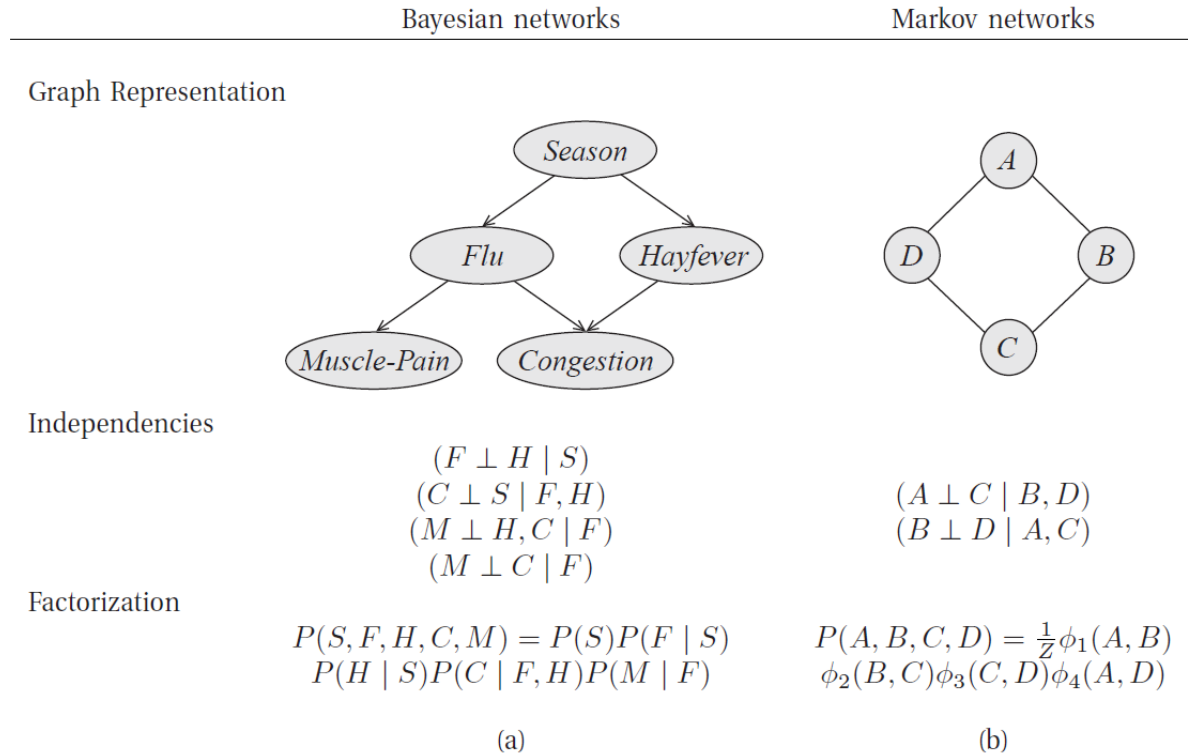 Bayesian networks Markov networks
Graph Representation
Season
A
Flu Hayfever D B
Muscle-Pain Congestion C
Independencies
(F ⊥ H | S)
(C ⊥ S | F, H) (A ⊥ C | B, D)
(M ⊥ H, C | F) (B ⊥ D | A, C)
(M ⊥ C | F)
Factorization
P(S, F, H, C, M) = P(S)P(F | S) P(A, B, C, D) = 1/Z ϕ₁(A, B)
P(H | S)P(C | F, H)P(M | F) ϕ₂(B, C)ϕ₃(C, D)ϕ₄(A, D)
(a) (b)